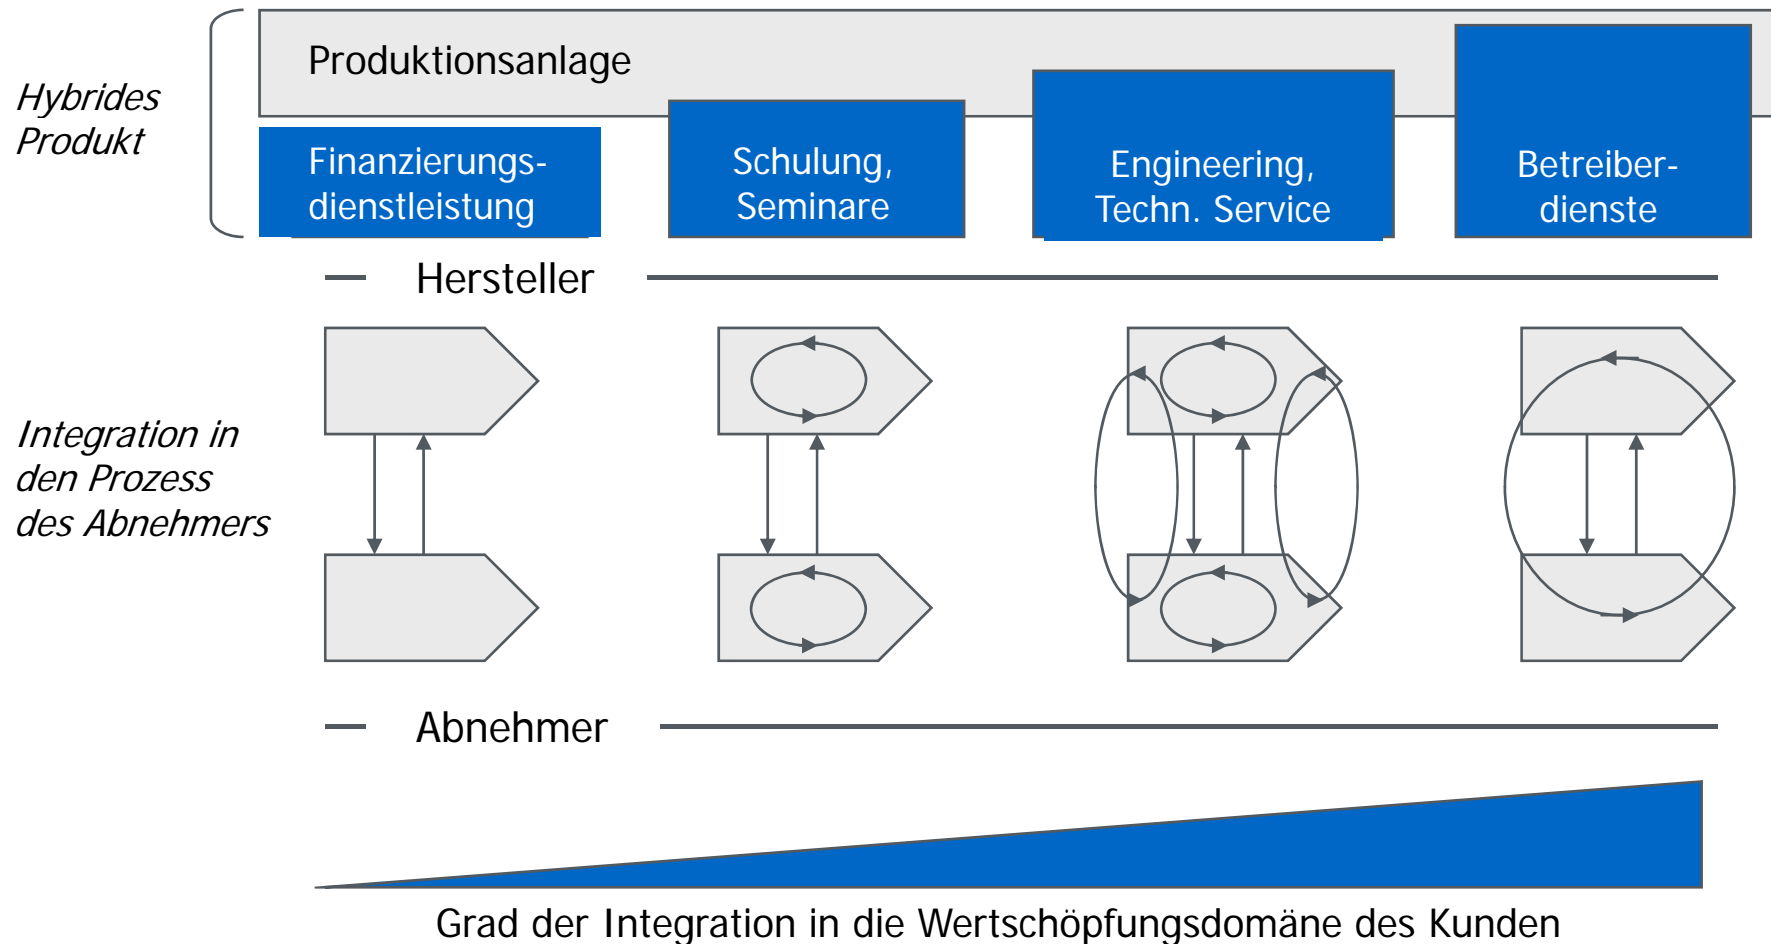 Produktionsanlage
Hybrides
Produkt
Finanzierungs-
dienstleistung
Schulung,
Seminare
Engineering,
Techn. Service
Betreiber-
dienste
Hersteller
Integration in
den Prozess
des Abnehmers
Abnehmer
Grad der Integration in die Wertschöpfungsdomäne des Kunden